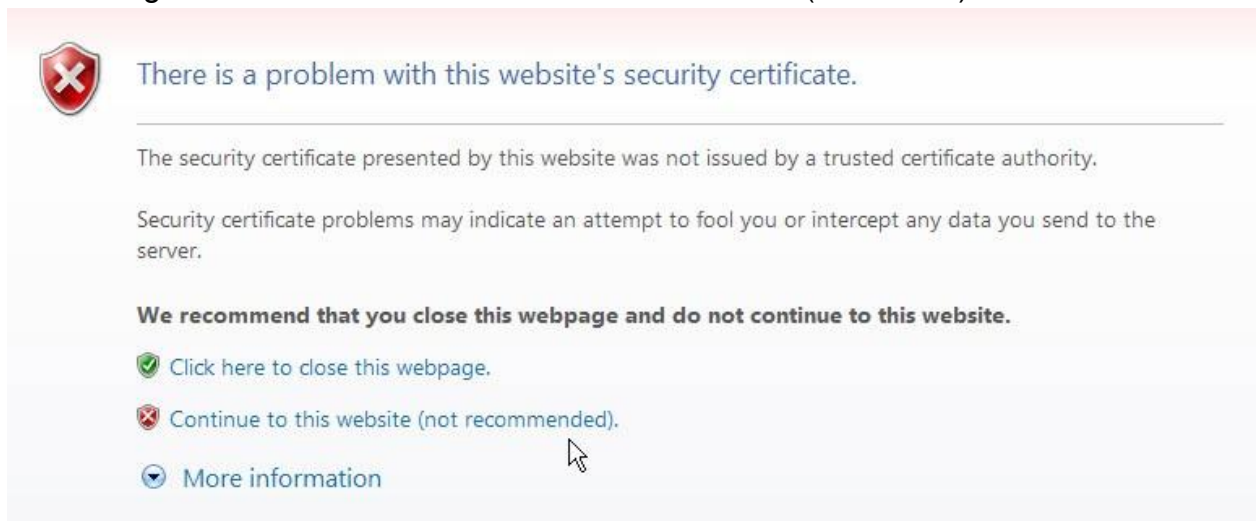 There is a problem with this website's security certificate.
The security certificate presented by this website was not issued by a trusted certificate authority.
Security certificate problems may indicate an attempt to fool you or intercept any data you send to the
server.
We recommend that you close this webpage and do not continue to this website.
Click here to close this webpage.
Continue to this website (not recommended).
More information